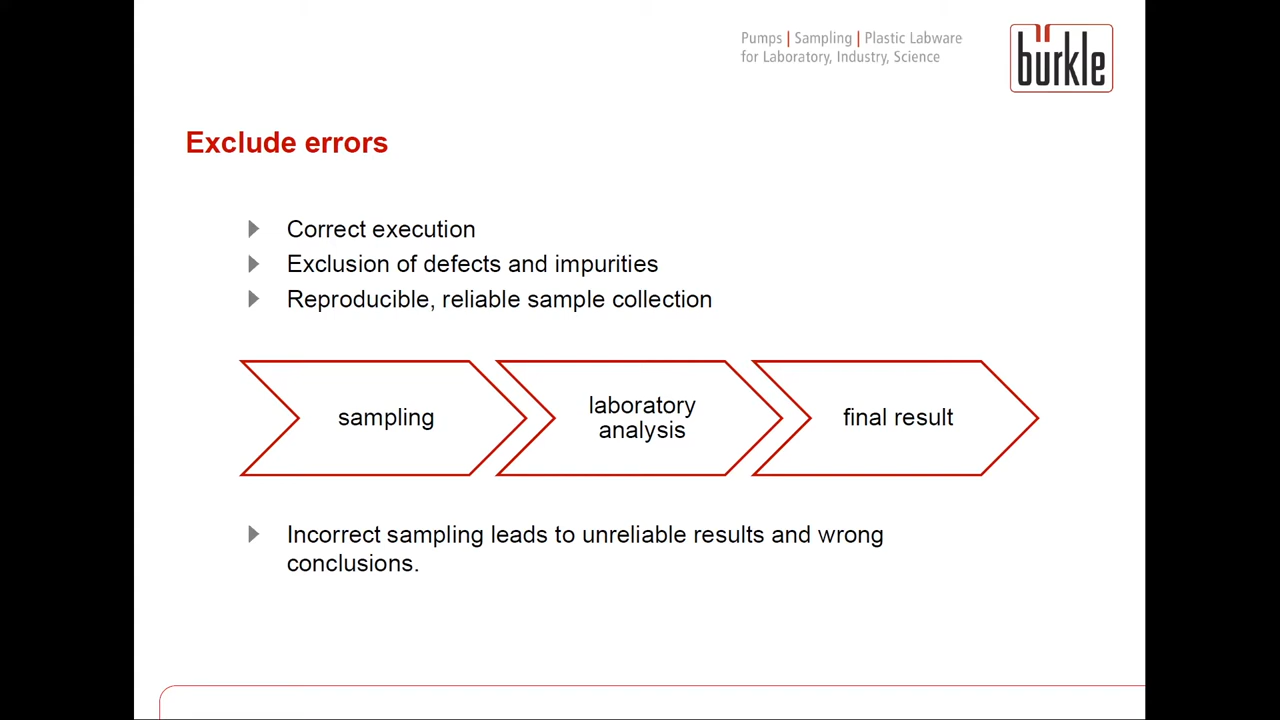 Pumps | Sampling | Plastic Labware
for Laboratory, Industry, Science
bürkle
Exclude errors
Correct execution
Exclusion of defects and impurities
Reproducible, reliable sample collection
sampling
laboratory
analysis
final result
Incorrect sampling leads to unreliable results and wrong
conclusions.